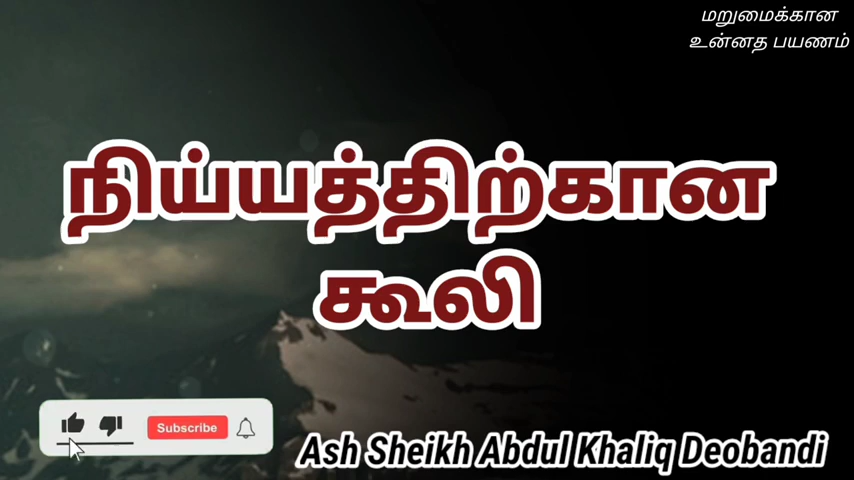 மறுமைக்கான
உன்னத பயணம்
நிய்யத்திற்கான
கூலி
Subscribe
Ash Sheikh Abdul Khaliq Deobandi